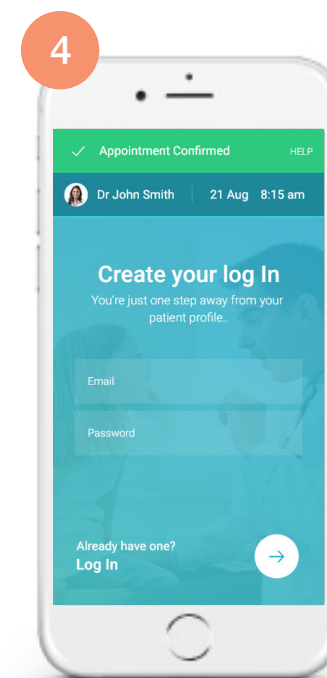 4
Appointment Confirmed HELP
Dr John Smith 21 Aug 8:15 am
Create your log In
You're just one step away from your
patient profile..
Email
Password
Already have one?
Log In